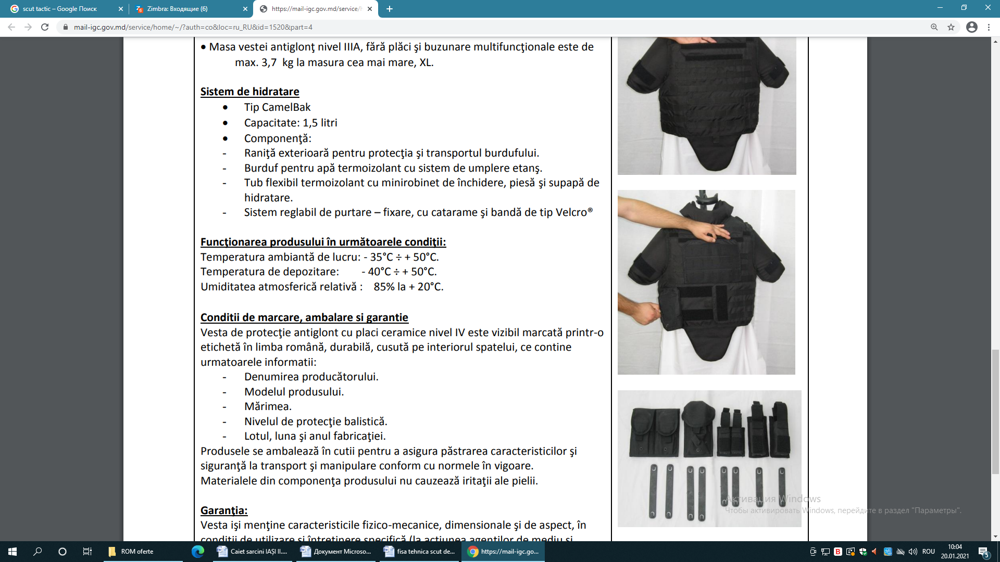 scut tactic – Google Поиск
Zimbra: Входящие (6)
https://mail-igc.gov.md/service/h
mail-igc.gov.md/service/home/~/?auth=co&loc=ru_RU&id=1520&part=4
• Masa vestei antiglonţ nivel IIIA, fără plăci şi buzunare multifuncţionale este de
max. 3,7 kg la masura cea mai mare, XL.
Sistem de hidratare
• Tip CamelBak
• Capacitate: 1,5 litri
• Componenţă:
- Raniţă exterioară pentru protecţia şi transportul burdufului.
- Burduf pentru apă termoizolant cu sistem de umplere etanş.
- Tub flexibil termoizolant cu minirobinet de închidere, piesă şi supapă de
hidratare.
- Sistem reglabil de purtare – fixare, cu catarame şi bandă de tip Velcro®
Funcţionarea produsului în următoarele condiţii:
Temperatura ambiantă de lucru: - 35°C ÷ + 50°C.
Temperatura de depozitare: - 40°C ÷ + 50°C.
Umiditatea atmosferică relativă : 85% la + 20°C.
Conditii de marcare, ambalare si garantie
Vesta de protecţie antiglont cu placi ceramice nivel IV este vizibil marcată printr-o
etichetă în limba română, durabilă, cusută pe interiorul spatelui, ce contine
urmatoarele informatii:
- Denumirea producătorului.
- Modelul produsului.
- Mărimea.
- Nivelul de protecţie balistică.
- Lotul, luna şi anul fabricaţiei.
Produsele se ambalează în cutii pentru a asigura păstrarea caracteristicilor şi
siguranţă la transport şi manipulare conform cu normele în vigoare.
Materialele din componenţa produsului nu cauzează iritaţii ale pielii.
Garanţia:
Vesta işi menţine caracteristicile fizico-mecanice, dimensionale şi de aspect, în
condiţii de utilizare şi întreţinere specifică (la acţiunea agenţilor de mediu şi
Активация Windows
Чтобы активировать Windows, перейдите в раздел "Параметры".
ROM oferte
Caiet sarcini IAȘI II....
Документ Microso...
fisa tehnica scut de...
https://mail-igc.go...
ROU
10:04
20.01.2021
5